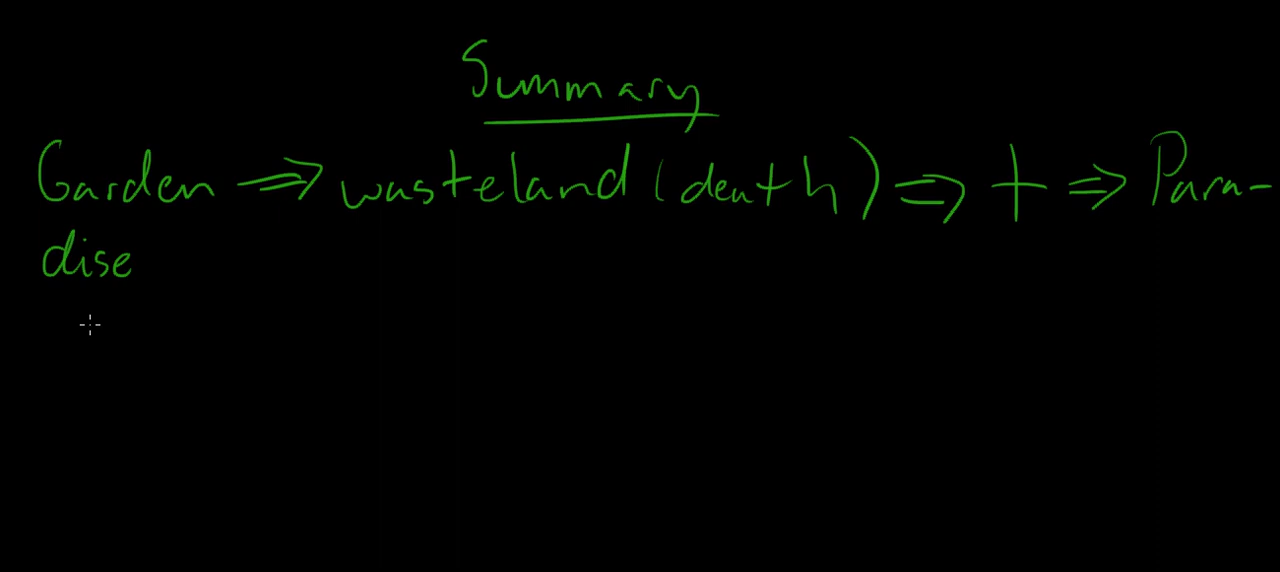 Summary
Garden ⇒ wasteland (death) ⇒ † ⇒ Para-
dise